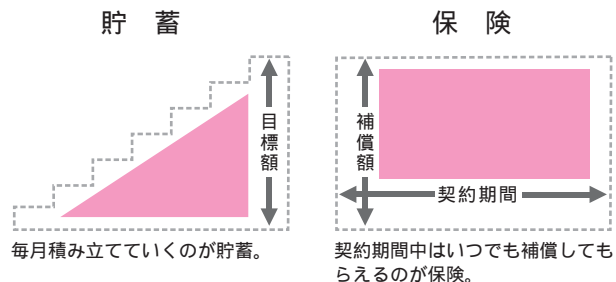 貯蓄
目標額
毎月積み立てていくのが貯蓄。
保険
補償額
契約期間
契約期間中はいつでも補償しても
らえるのが保険。